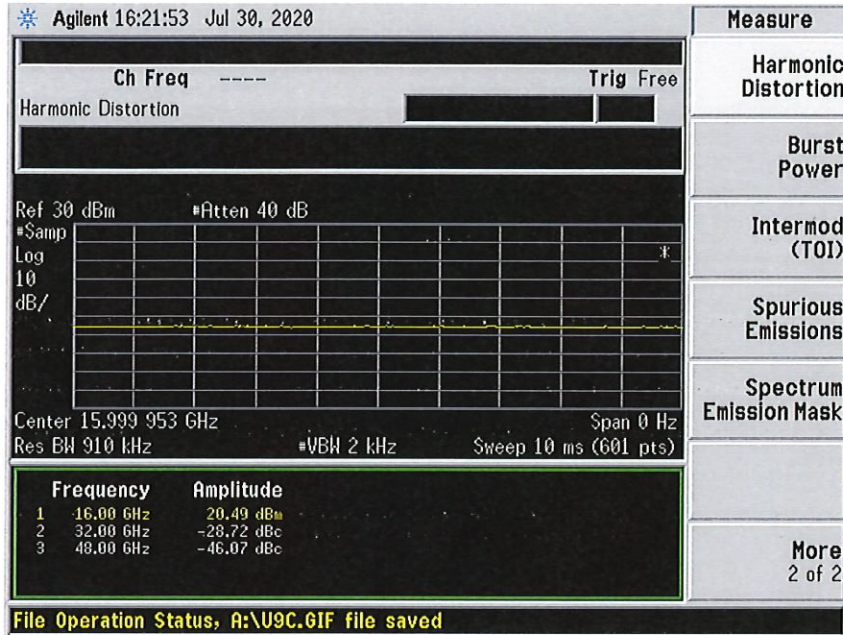 Agilent 16:21:53 Jul 30, 2020
Measure
Ch Freq ----
Trig Free
Harmonic Distortion
Harmonic
Distortion
Burst
Power
Ref 30 dBm #Atten 40 dB
#Samp
Log
10
dB/
*
Intermod
(TOI)
Spurious
Emissions
Spectrum
Emission Mask
Center 15.999 953 GHz Span 0 Hz
Res BW 910 kHz #VBW 2 kHz Sweep 10 ms (601 pts)
Frequency Amplitude
1 16.00 GHz 20.49 dBm
2 32.00 GHz -28.72 dBc
3 48.00 GHz -46.07 dBc
More
2 of 2
File Operation Status, A:\U9C.GIF file saved